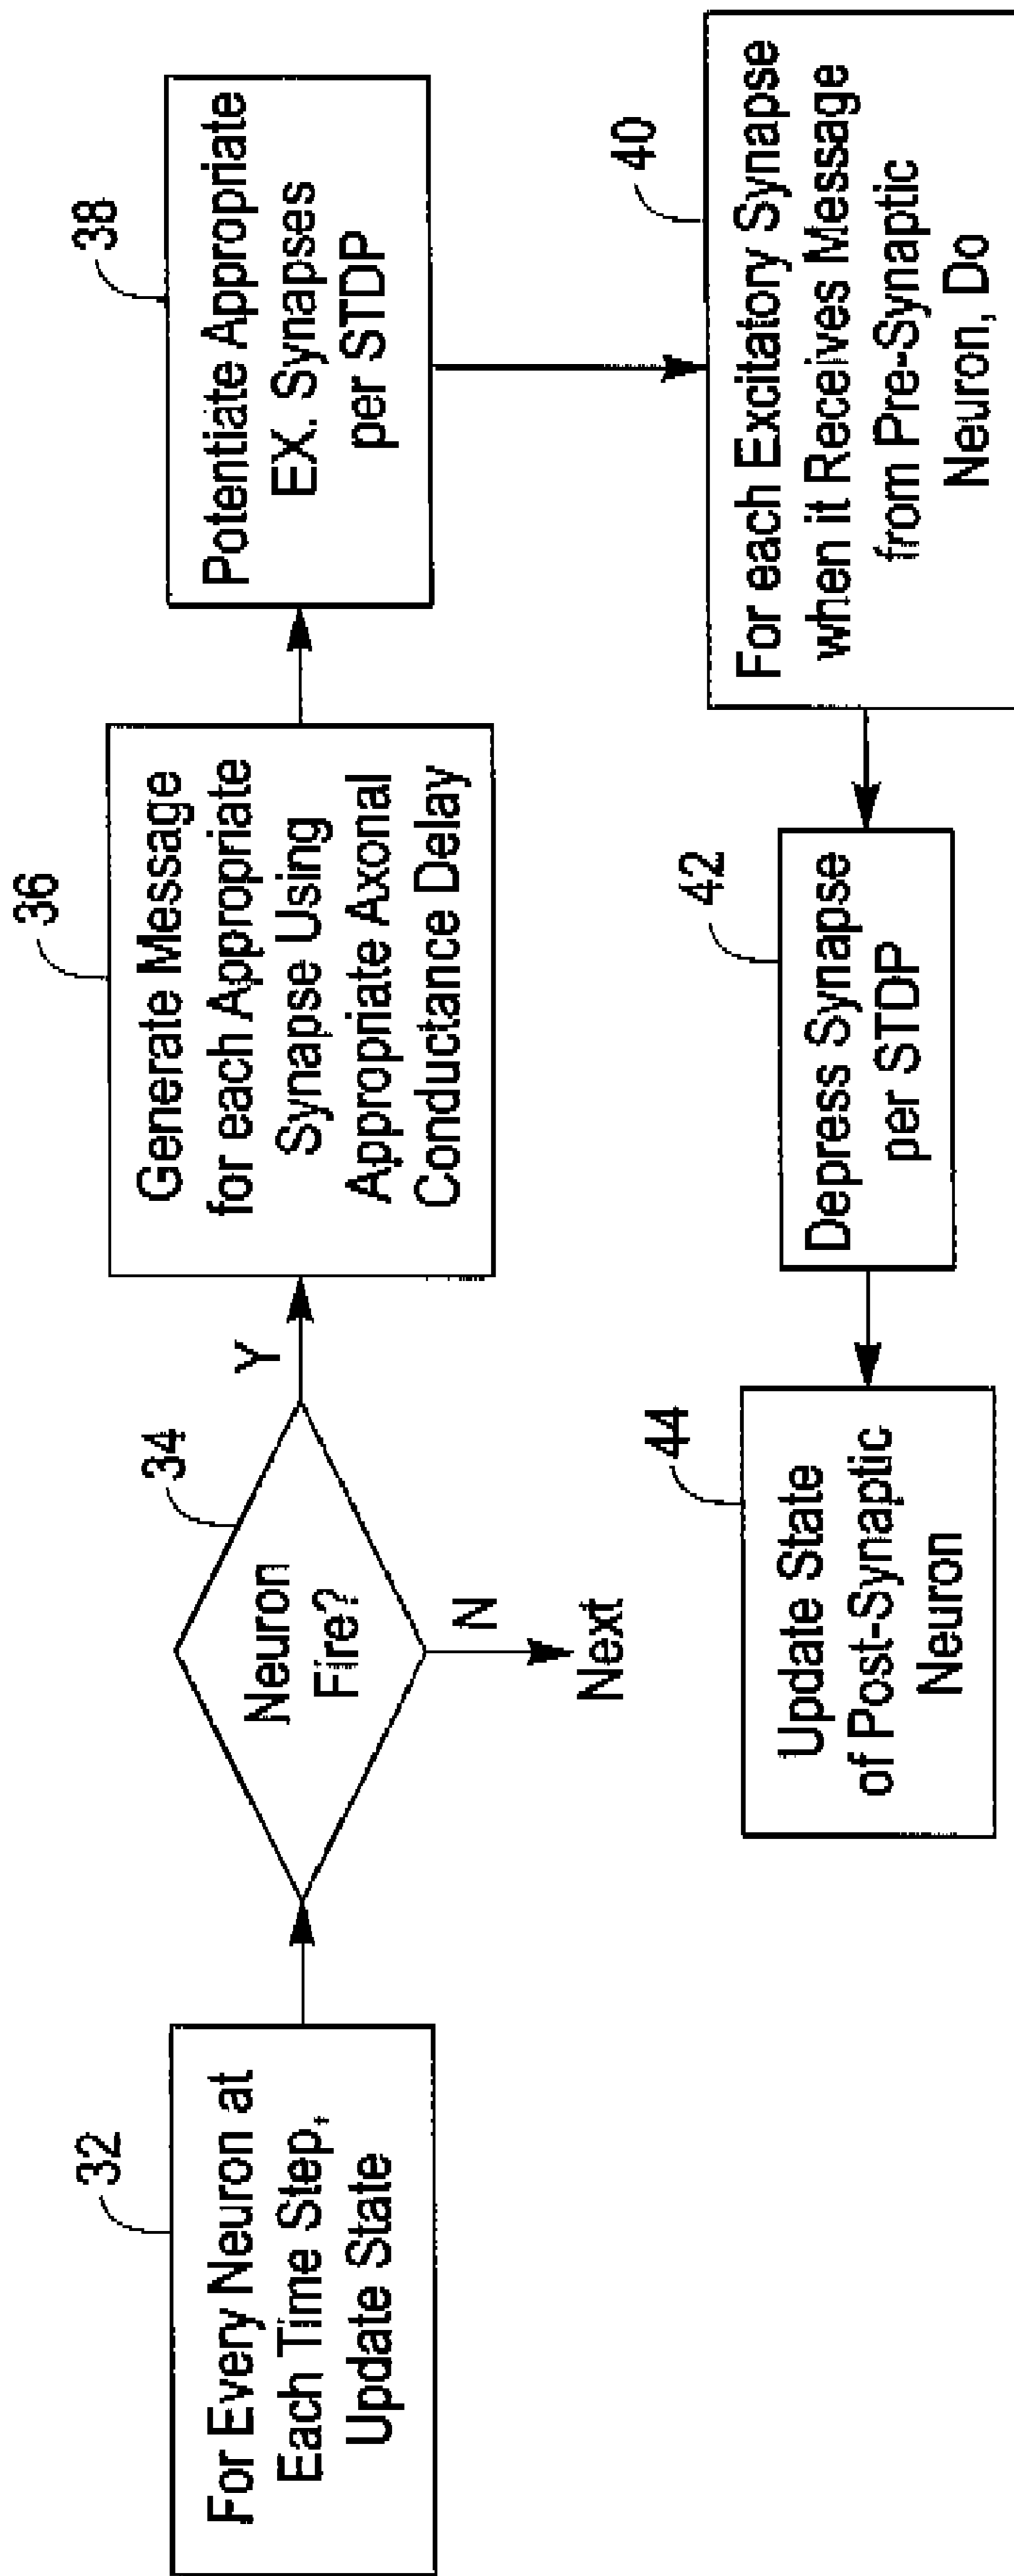 32
For Every Neuron at
Each Time Step,
Update State
34
Neuron
Fire?
Y
N
Next
36
Generate Message
for each Appropriate
Synapse Using
Appropriate Axonal
Conductance Delay
38
Potentiate Appropriate
EX. Synapses
per STDP
40
For each Excitatory Synapse
when it Receives Message
from Pre-Synaptic
Neuron, Do
42
Depress Synapse
per STDP
44
Update State
of Post-Synaptic
Neuron